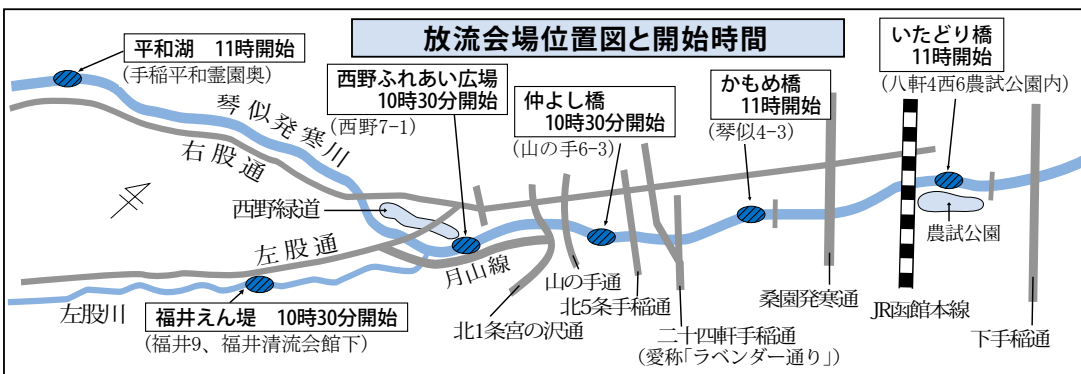 放流会場位置図と開始時間
平和湖 11時開始
(手稲平和霊園奥)
西野ふれあい広場
10時30分開始
(西野7-1)
仲よし橋
10時30分開始
(山の手6-3)
かもめ橋
11時開始
(琴似4-3)
いたどり橋
11時開始
(八軒4西6農試公園内)
琴似発寒川
右股通
西野緑道
左股通
月山線
左股川
福井えん堤 10時30分開始
(福井9、福井清流会館下)
北1条宮の沢通
山の手通
北5条手稲通
二十四軒手稲通
(愛称「ラベンダー通り」)
桑園発寒通
JR函館本線
農試公園
下手稲通